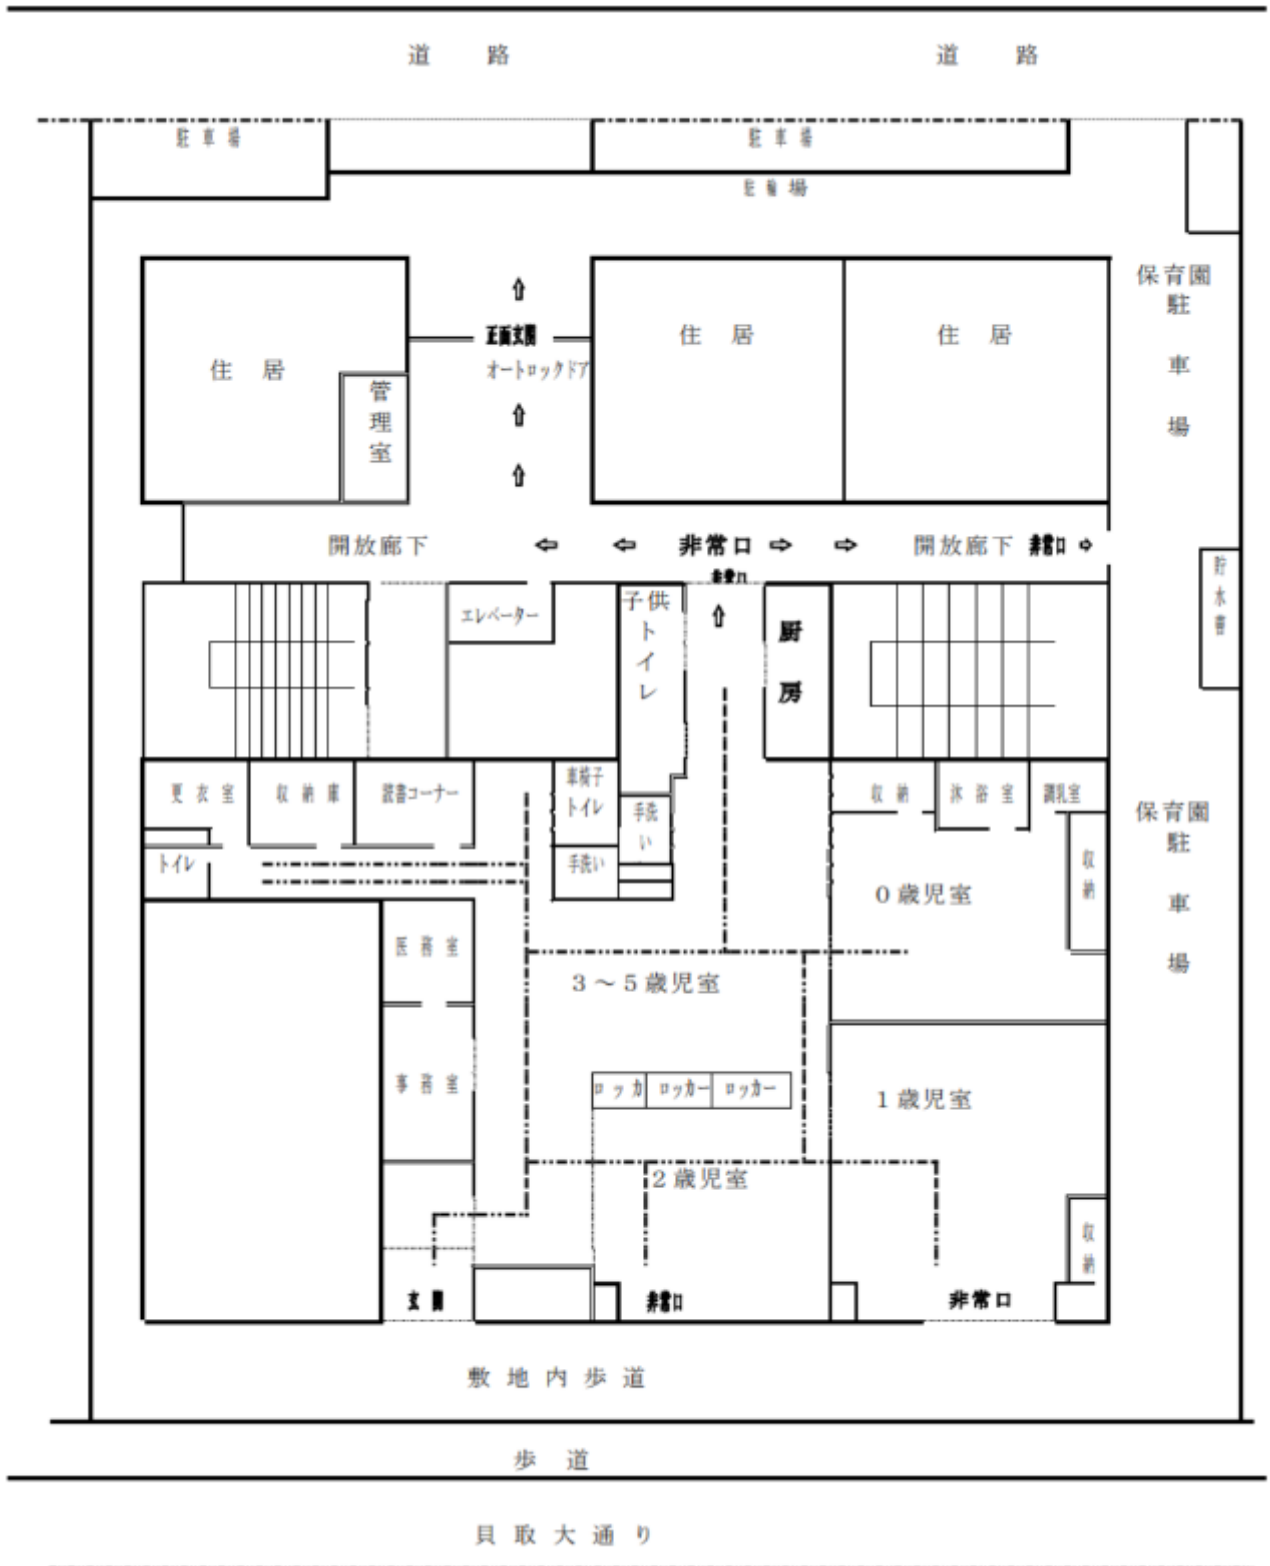 道 路
道 路
駐 車 場
駐 車 場
駐 輪 場
保育園
駐
車
場
住 居
管
理
室
正面玄関
オートロックドア
住 居
住 居
開放廊下
非常口
開放廊下
非常口
非常口
エレベーター
子供
トイレ
厨
房
貯
水
更 衣 室
収 納 庫
読書コーナー
車椅子
トイレ
手洗
い
収 納
沐 浴 室
調乳室
保育園
駐
車
場
トイレ
手洗い
０歳児室
収
納
医 務 室
３～５歳児室
事 務 室
ロッカ
ロッカー
ロッカー
１歳児室
２歳児室
収
納
玄 関
非常口
非常口
敷 地 内 歩 道
歩 道
貝 取 大 通 り